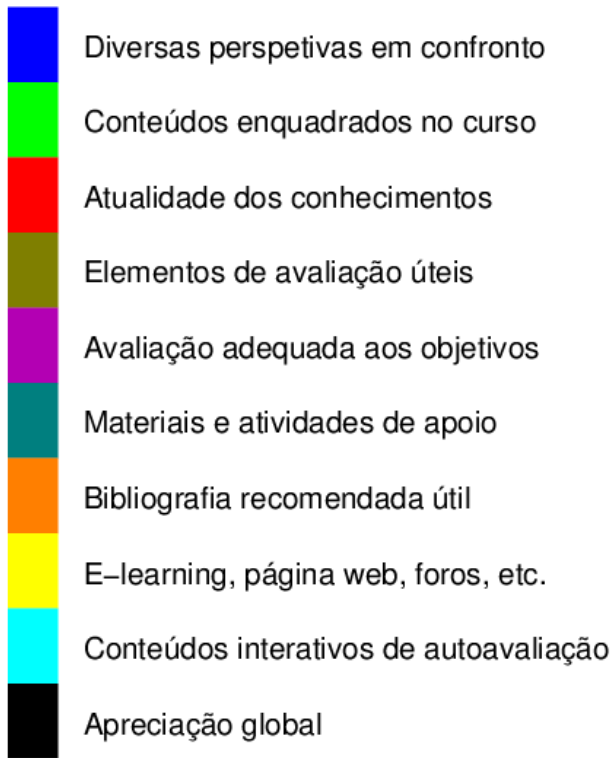 Diversas perspetivas em confronto
Conteúdos enquadrados no curso
Atualidade dos conhecimentos
Elementos de avaliação úteis
Avaliação adequada aos objetivos
Materiais e atividades de apoio
Bibliografia recomendada útil
E−learning, página web, foros, etc.
Conteúdos interativos de autoavaliação
Apreciação global